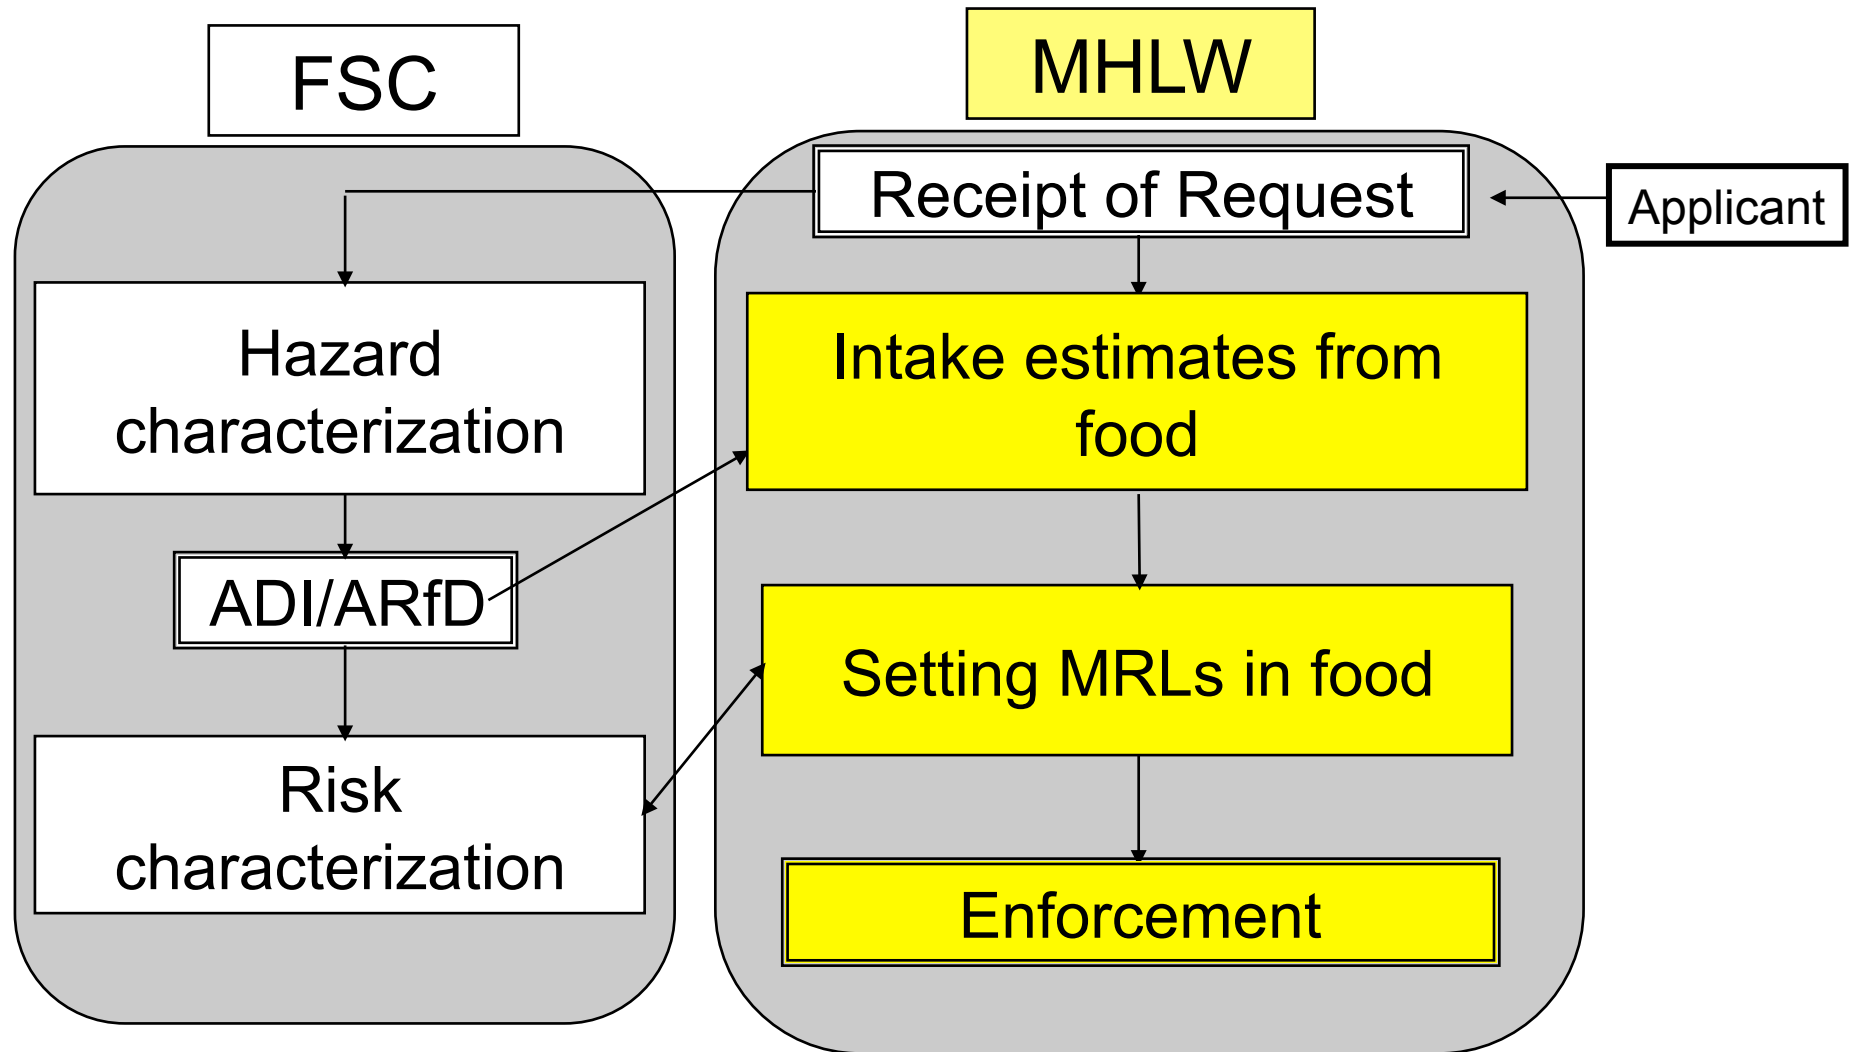 FSC
MHLW
Receipt of Request
Applicant
Hazard
characterization
Intake estimates from
food
ADI/ARfD
Setting MRLs in food
Risk
characterization
Enforcement